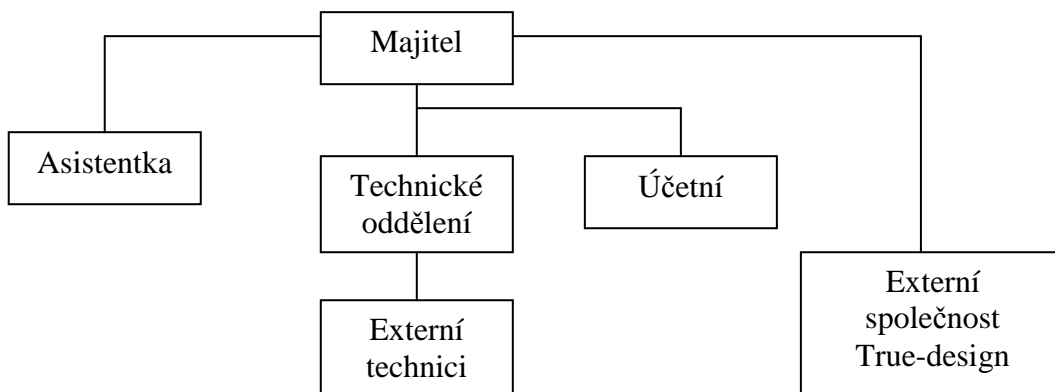 Majitel
Asistentka
Technické
oddělení
Účetní
Externí
technici
Externí
společnost
True-design